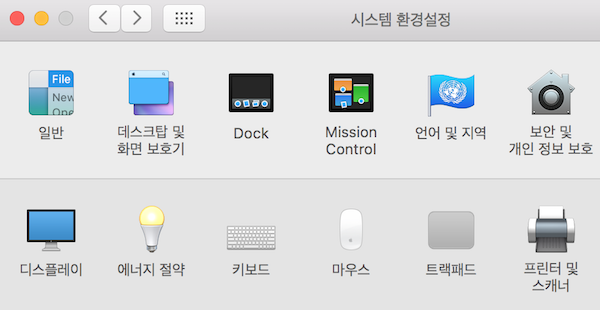 시스템 환경설정
File
New
Ope
일반
데스크탑 및
화면 보호기
Dock
Mission
Control
언어 및 지역
보안 및
개인 정보 보호
디스플레이
에너지 절약
키보드
마우스
트랙패드
프린터 및
스캐너